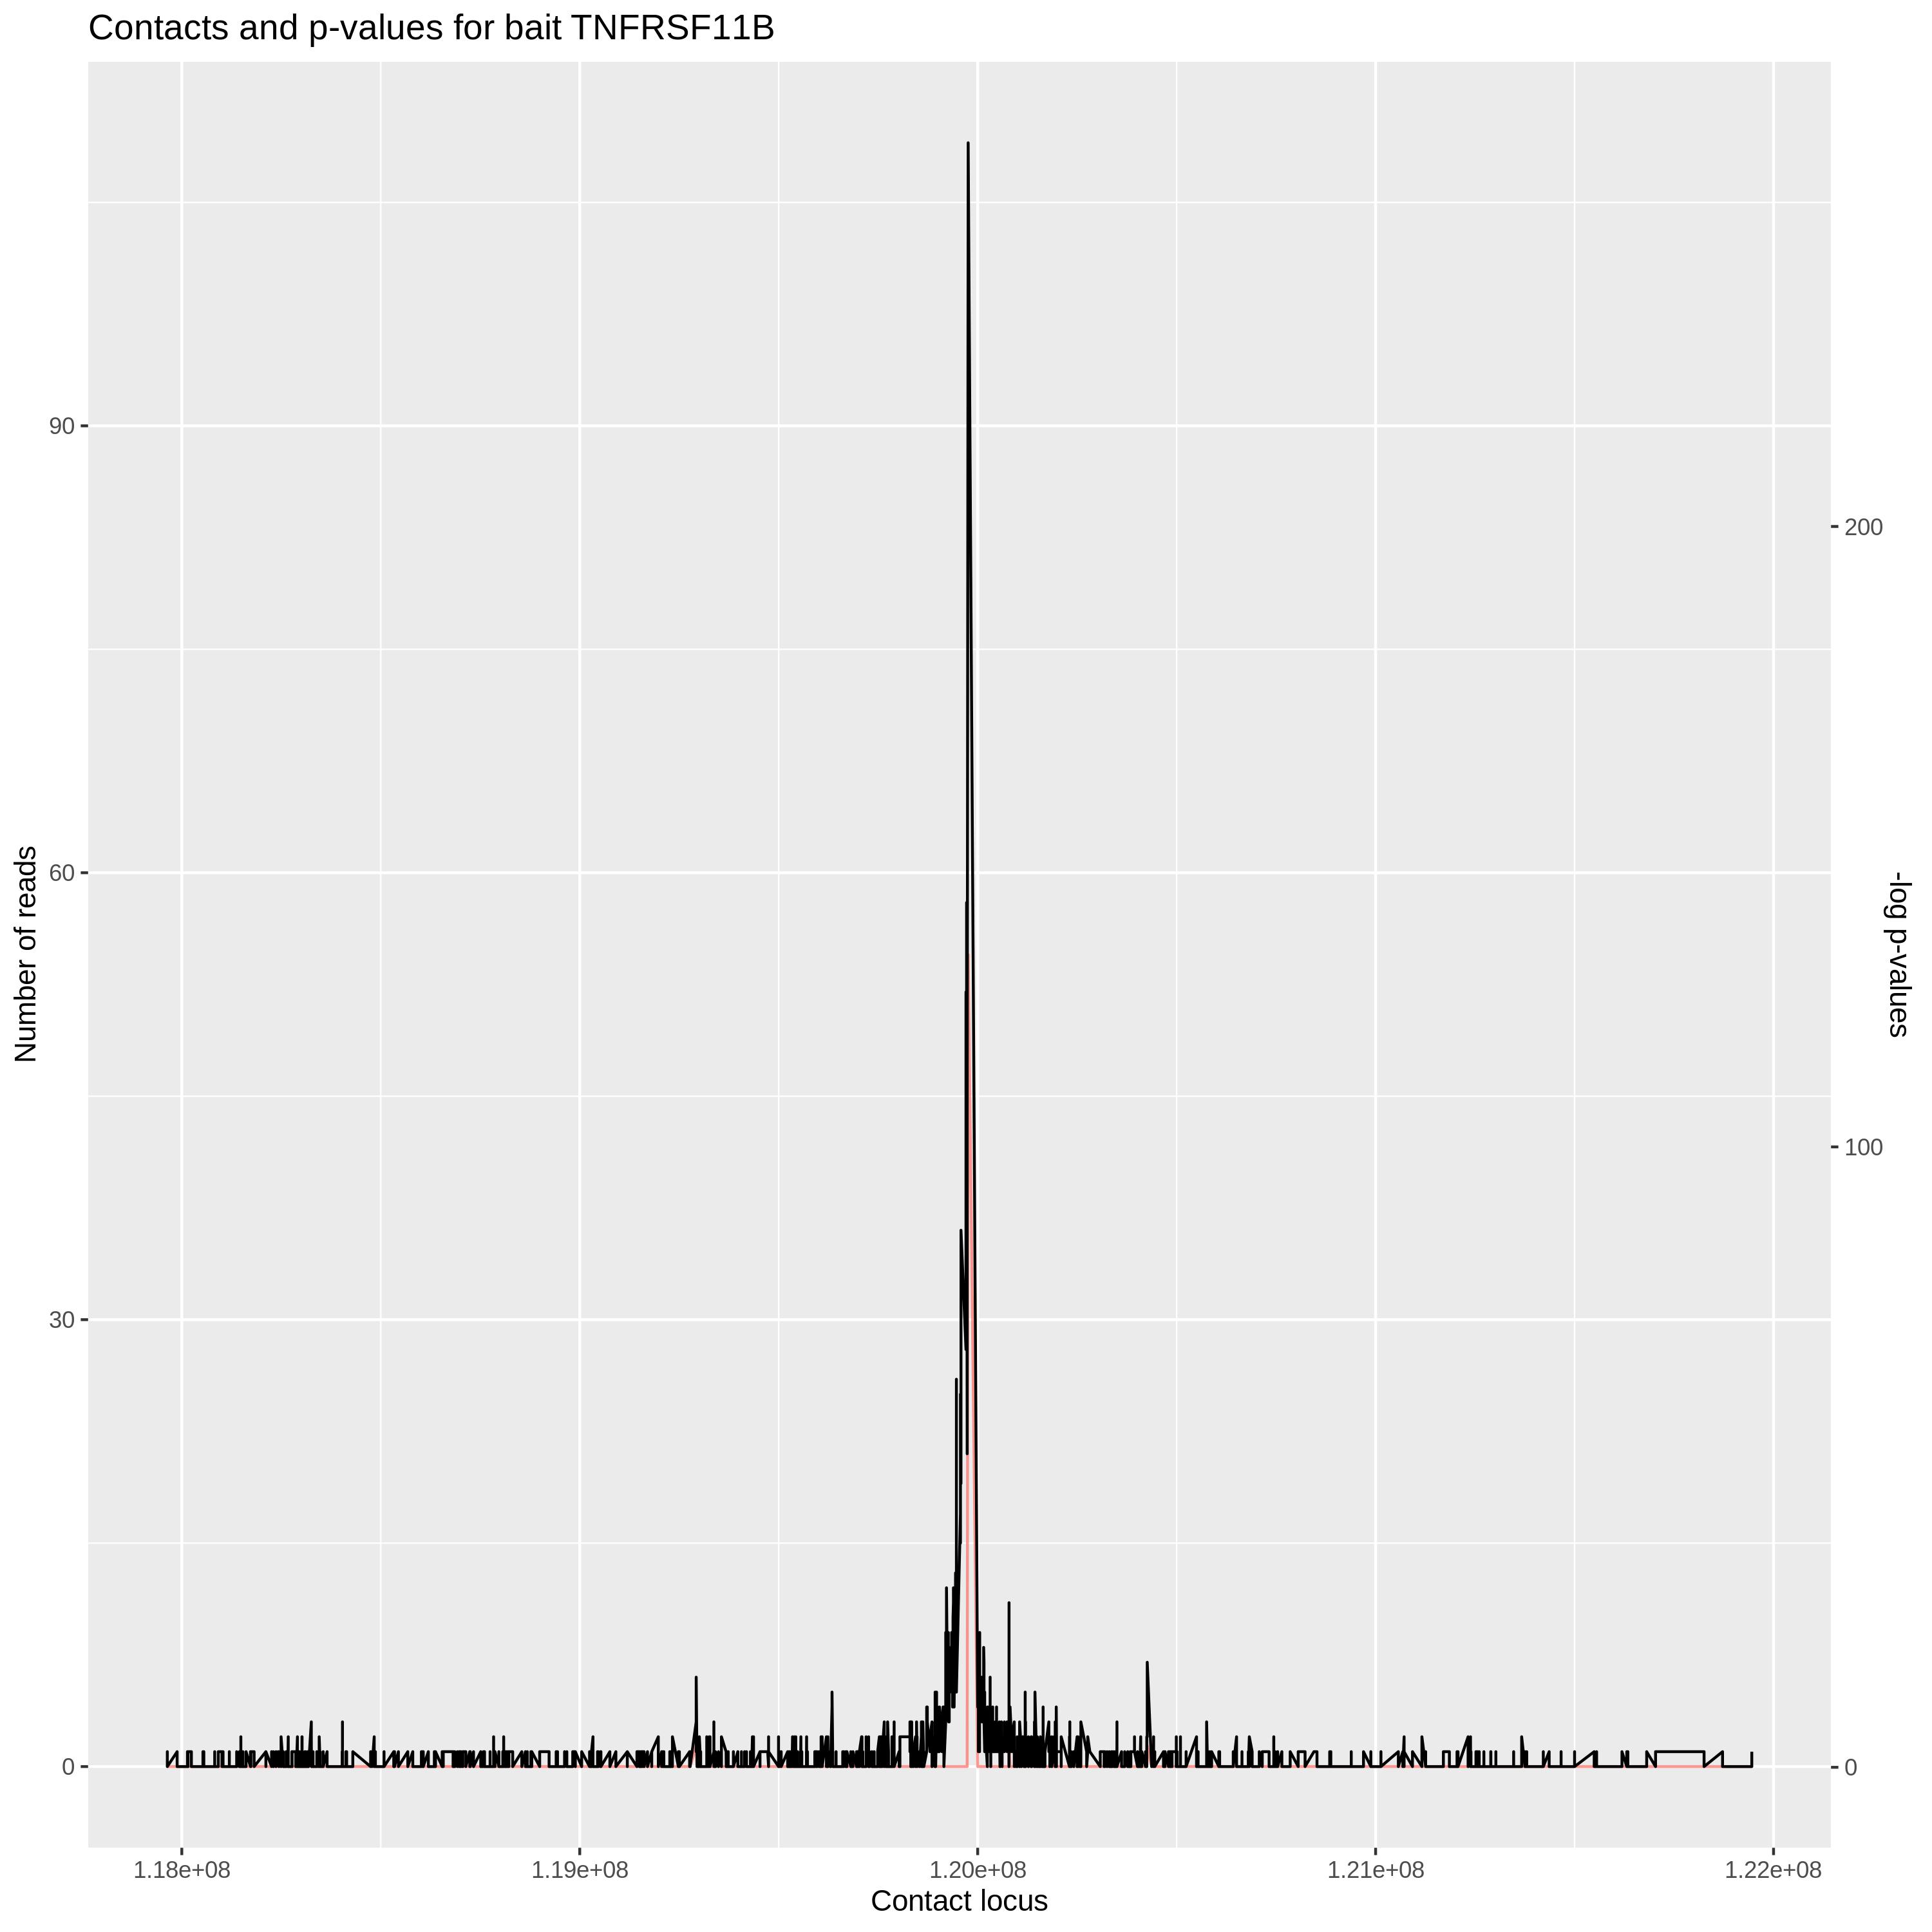 Contacts and p-values for bait TNFRSF11B
Number of reads
90
60
30
0
200
100
0
-log p-values
1.18e+08 1.19e+08 1.20e+08 1.21e+08 1.22e+08
Contact locus